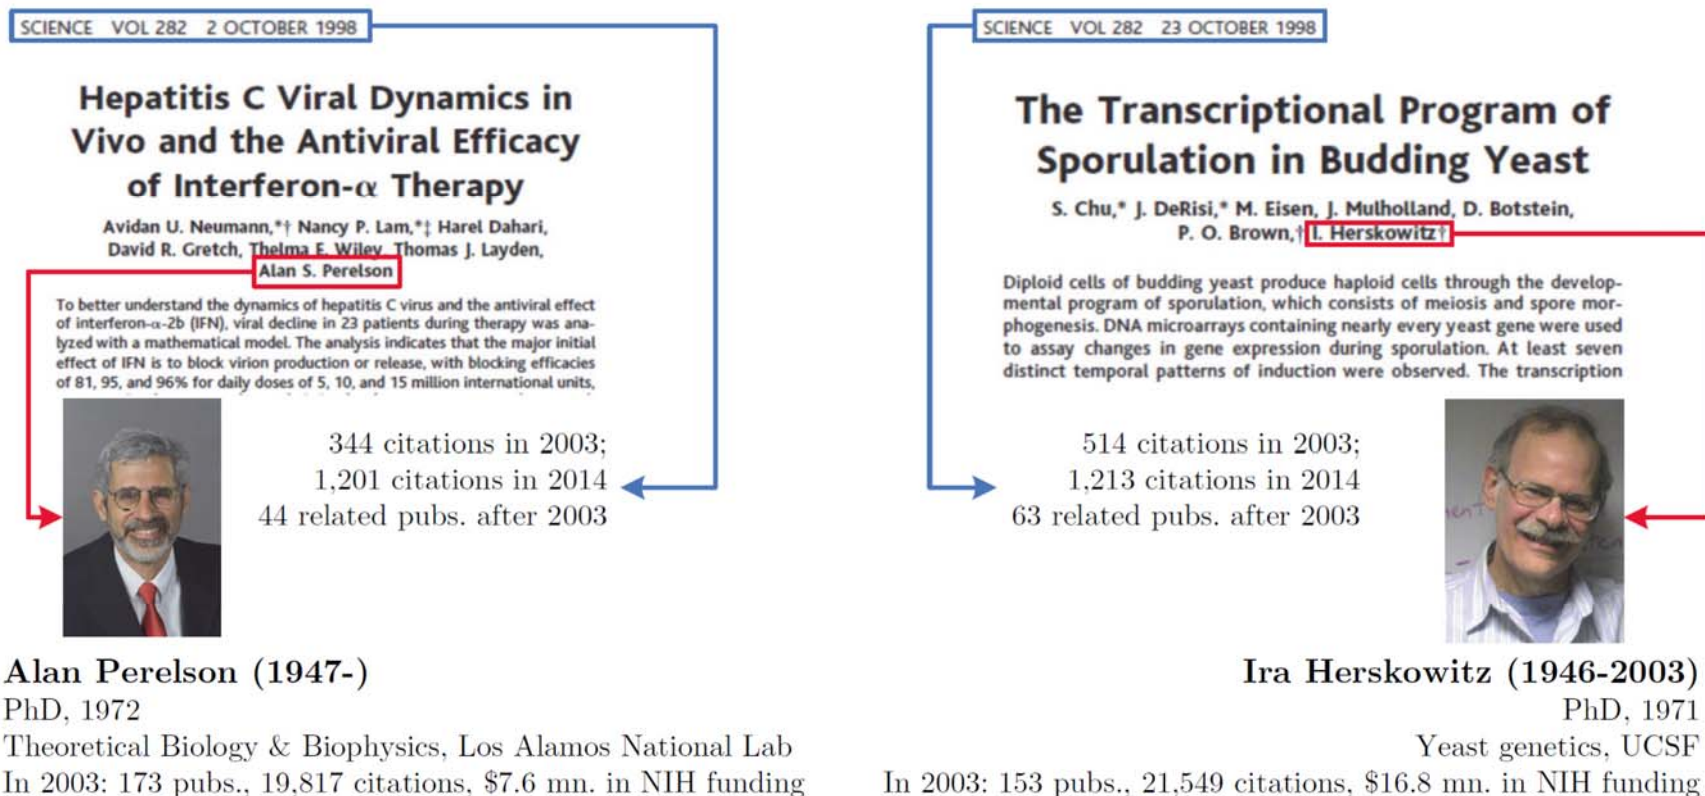 SCIENCE VOL 282 2 OCTOBER 1998
Hepatitis C Viral Dynamics in
Vivo and the Antiviral Efficacy
of Interferon-α Therapy
Avidan U. Neumann,*† Nancy P. Lam,*‡ Harel Dahari,
David R. Gretch, Thelma E. Wiley, Thomas J. Layden,
Alan S. Perelson
To better understand the dynamics of hepatitis C virus and the antiviral effect
of interferon-α-2b (IFN), viral decline in 23 patients during therapy was ana-
lyzed with a mathematical model. The analysis indicates that the major initial
effect of IFN is to block virion production or release, with blocking efficacies
of 81, 95, and 96% for daily doses of 5, 10, and 15 million international units,
344 citations in 2003;
1,201 citations in 2014
44 related pubs. after 2003
Alan Perelson (1947-)
PhD, 1972
Theoretical Biology & Biophysics, Los Alamos National Lab
In 2003: 173 pubs., 19,817 citations, $7.6 mn. in NIH funding
SCIENCE VOL 282 23 OCTOBER 1998
The Transcriptional Program of
Sporulation in Budding Yeast
S. Chu,* J. DeRisi,* M. Eisen, J. Mulholland, D. Botstein,
P. O. Brown,† I. Herskowitz†
Diploid cells of budding yeast produce haploid cells through the develop-
mental program of sporulation, which consists of meiosis and spore mor-
phogenesis. DNA microarrays containing nearly every yeast gene were used
to assay changes in gene expression during sporulation. At least seven
distinct temporal patterns of induction were observed. The transcription
514 citations in 2003;
1,213 citations in 2014
63 related pubs. after 2003
Ira Herskowitz (1946-2003)
PhD, 1971
Yeast genetics, UCSF
In 2003: 153 pubs., 21,549 citations, $16.8 mn. in NIH funding